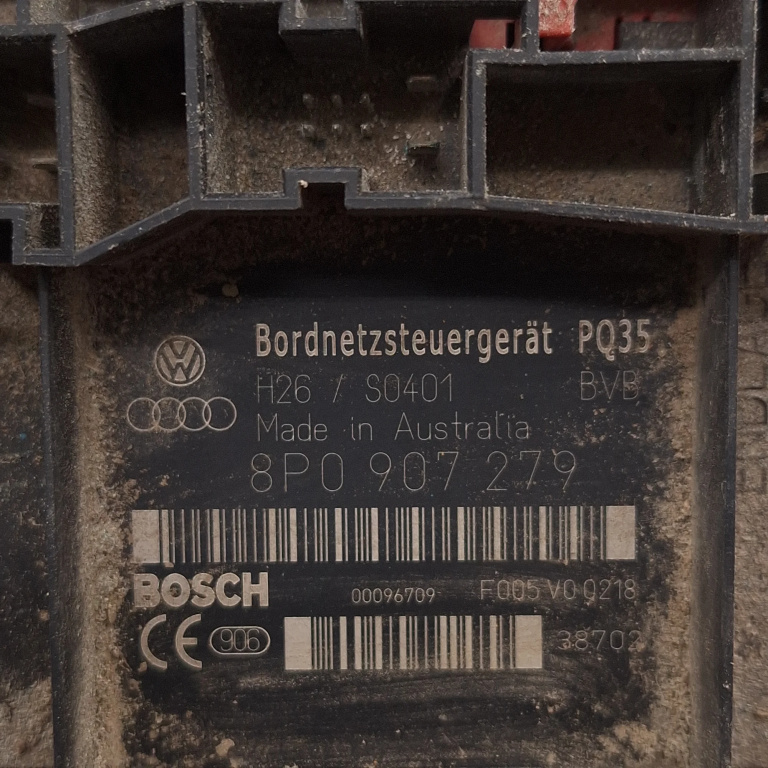 Bordnetzsteuergerät PQ35
H26 / S0401 BVB
Made in Australia
8P0 907 279
BOSCH 00096709 F005 V0 0218
CE 906 38702